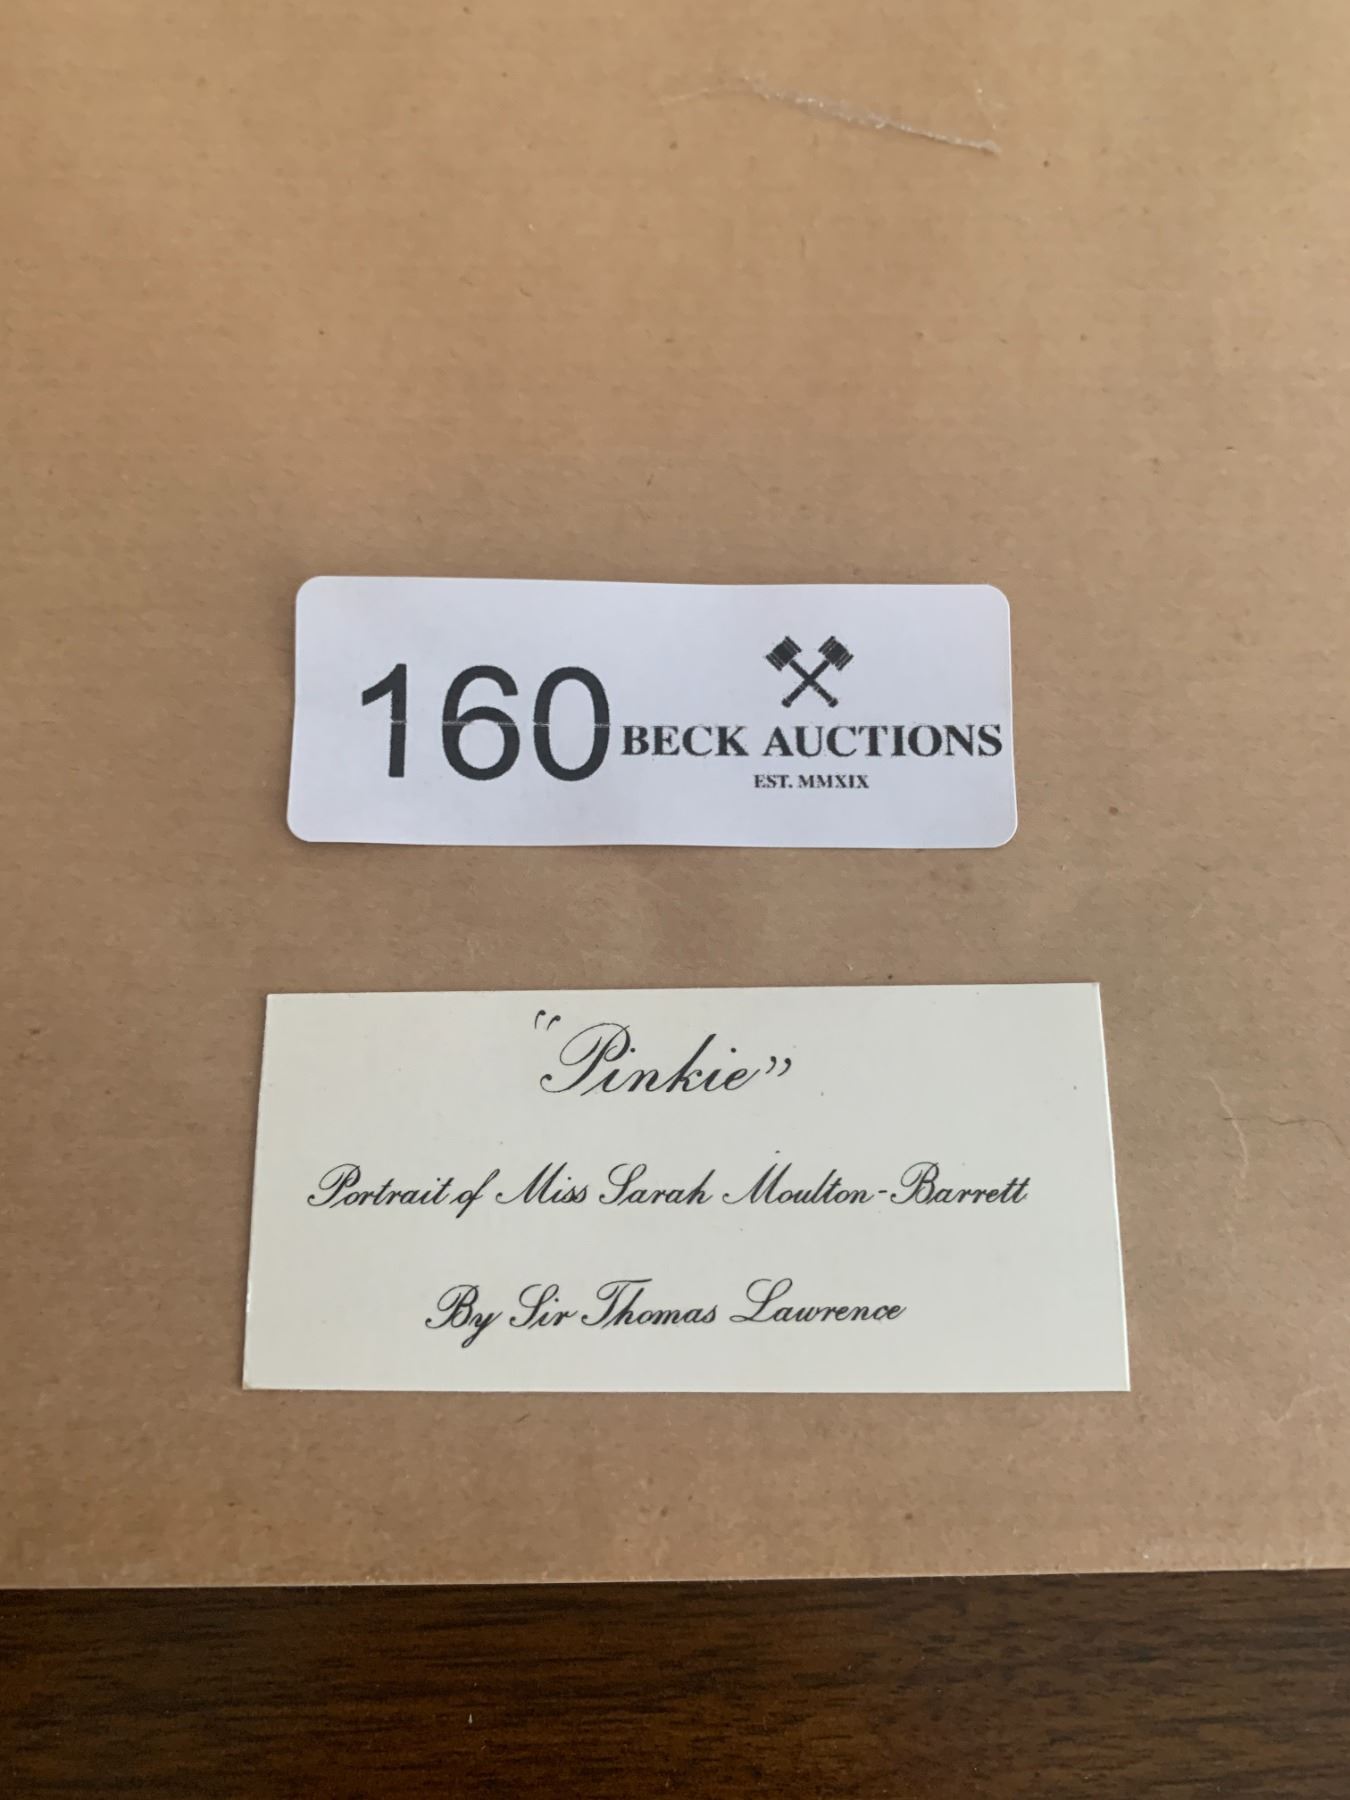 160
BECK AUCTIONS
EST. MMXIX
"Pinkie"
Portrait of Miss Sarah Moulton-Barrett
By Sir Thomas Lawrence